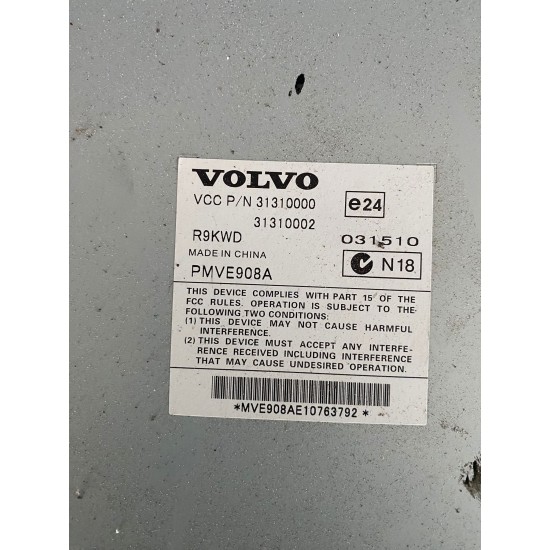 VOLVO
VCC P/N 31310000 e24
31310002
R9KWD 031510
MADE IN CHINA
PMVE908A N18
THIS DEVICE COMPLIES WITH PART 15 OF THE
FCC RULES. OPERATION IS SUBJECT TO THE
FOLLOWING TWO CONDITIONS:
(1) THIS DEVICE MAY NOT CAUSE HARMFUL
INTERFERENCE.
(2) THIS DEVICE MUST ACCEPT ANY INTERFE-
RENCE RECEIVED INCLUDING INTERFERENCE
THAT MAY CAUSE UNDESIRED OPERATION.
*MVE908AE10763792*